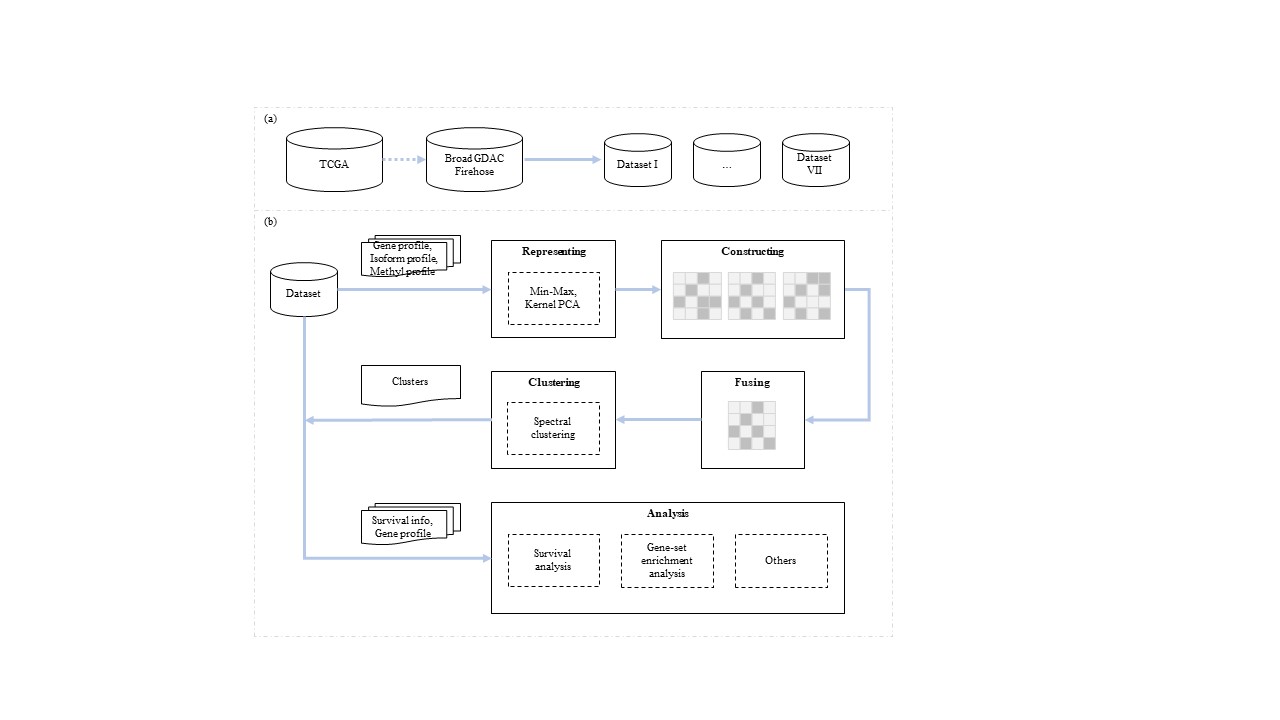 (a)
TCGA
Broad GDAC
Firehose
Dataset I
...
Dataset
VII
(b)
Gene profile,
Isoform profile,
Methyl profile
Dataset
Representing
Min-Max,
Kernel PCA
Constructing
Clusters
Clustering
Spectral
clustering
Fusing
Survival info,
Gene profile
Analysis
Survival
analysis
Gene-set
enrichment
analysis
Others